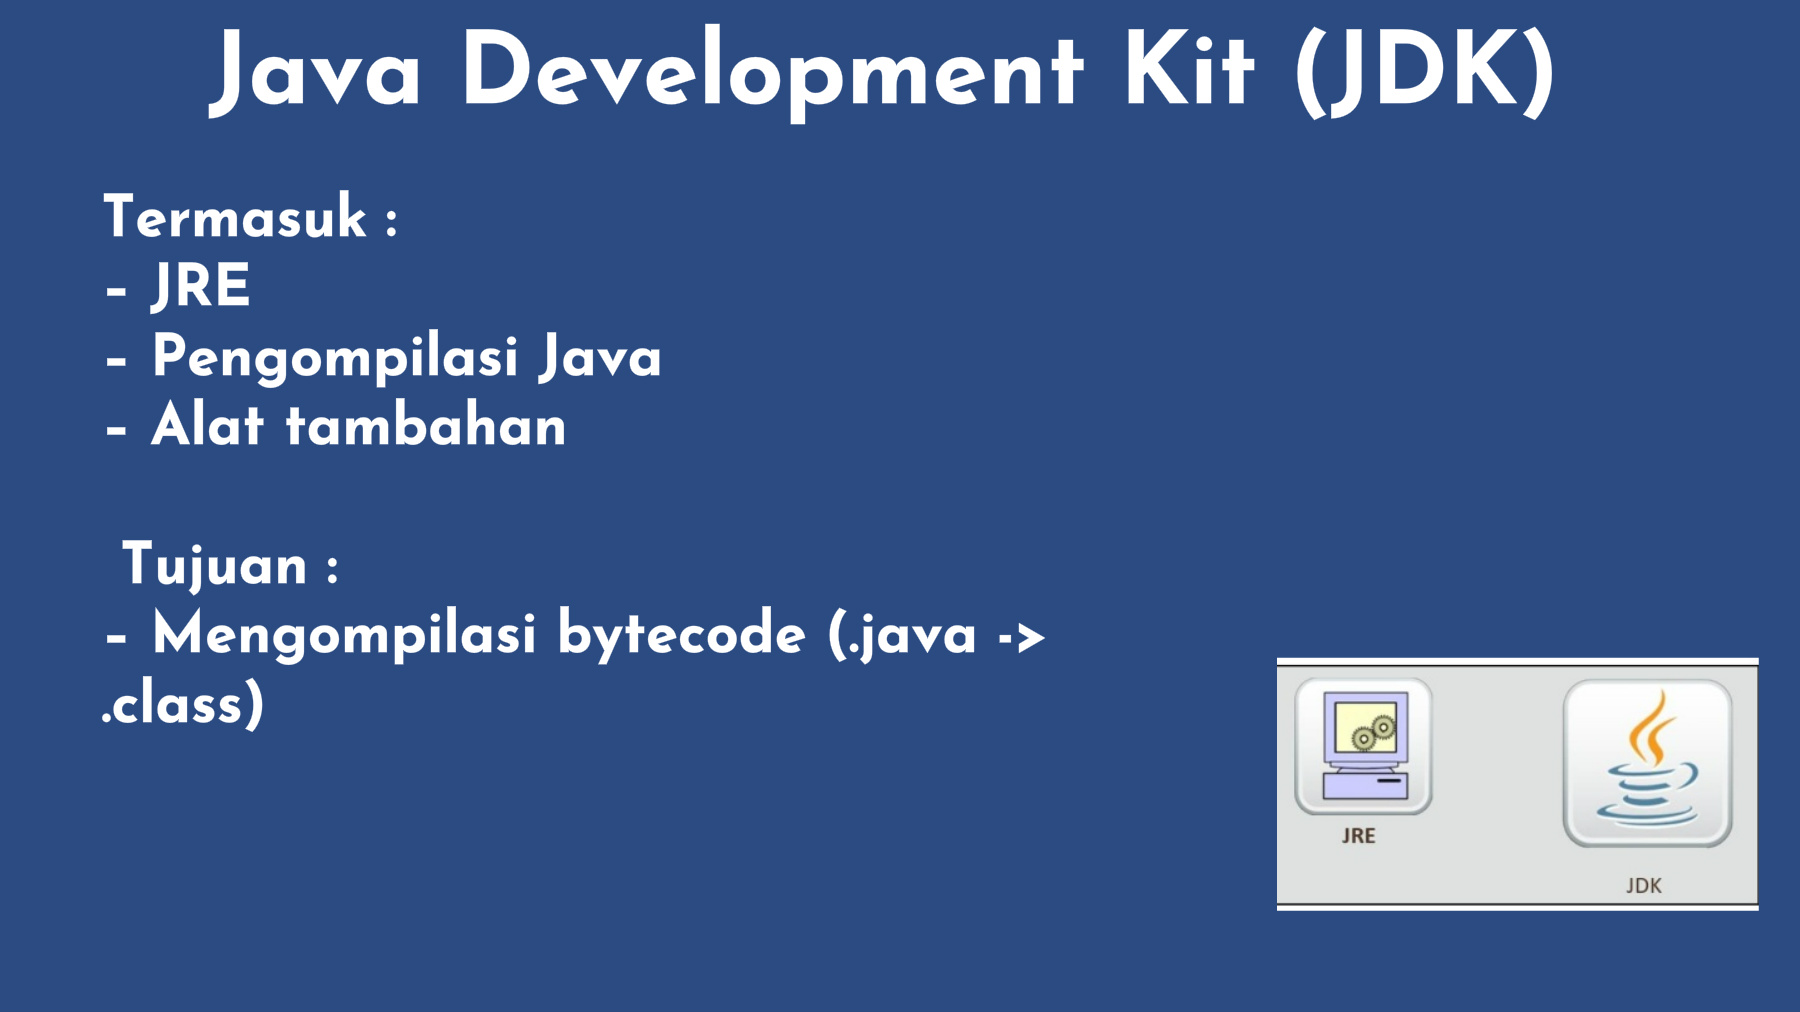 Java Development Kit (JDK)
Termasuk :
- JRE
- Pengompilasi Java
- Alat tambahan
Tujuan :
- Mengompilasi bytecode (.java ->
.class)
JRE
JDK